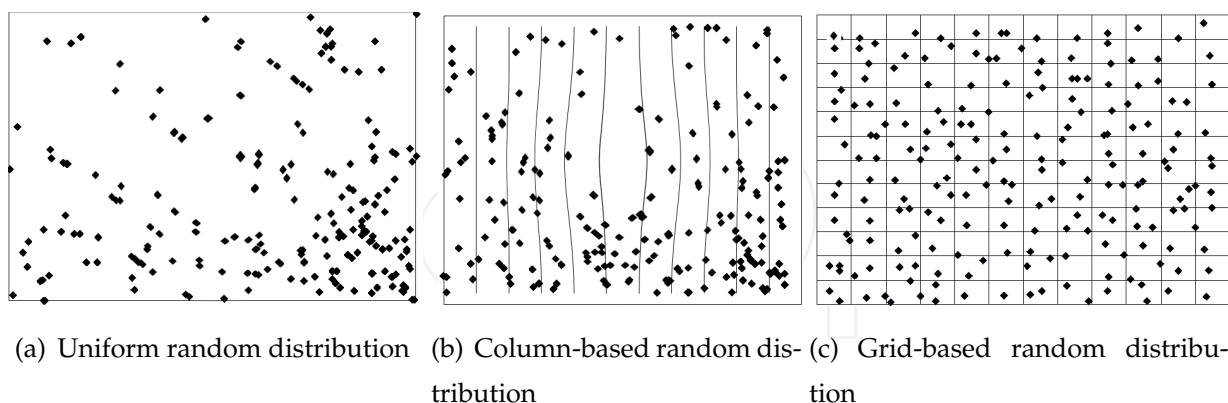 (a) Uniform random distribution
(b) Column-based random dis-
tribution
(c) Grid-based random distribu-
tion